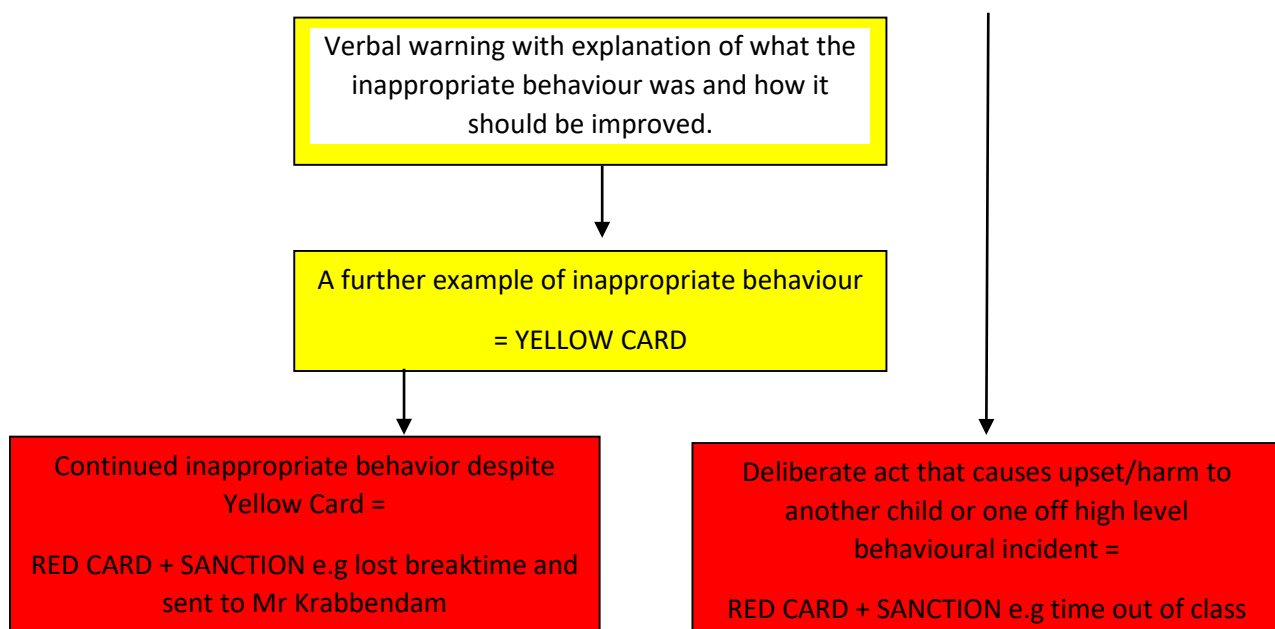 Verbal warning with explanation of what the
inappropriate behaviour was and how it
should be improved.
A further example of inappropriate behaviour
= YELLOW CARD
Continued inappropriate behavior despite
Yellow Card =
RED CARD + SANCTION e.g lost breaktime and
sent to Mr Krabbendam
Deliberate act that causes upset/harm to
another child or one off high level
behavioural incident =
RED CARD + SANCTION e.g time out of class